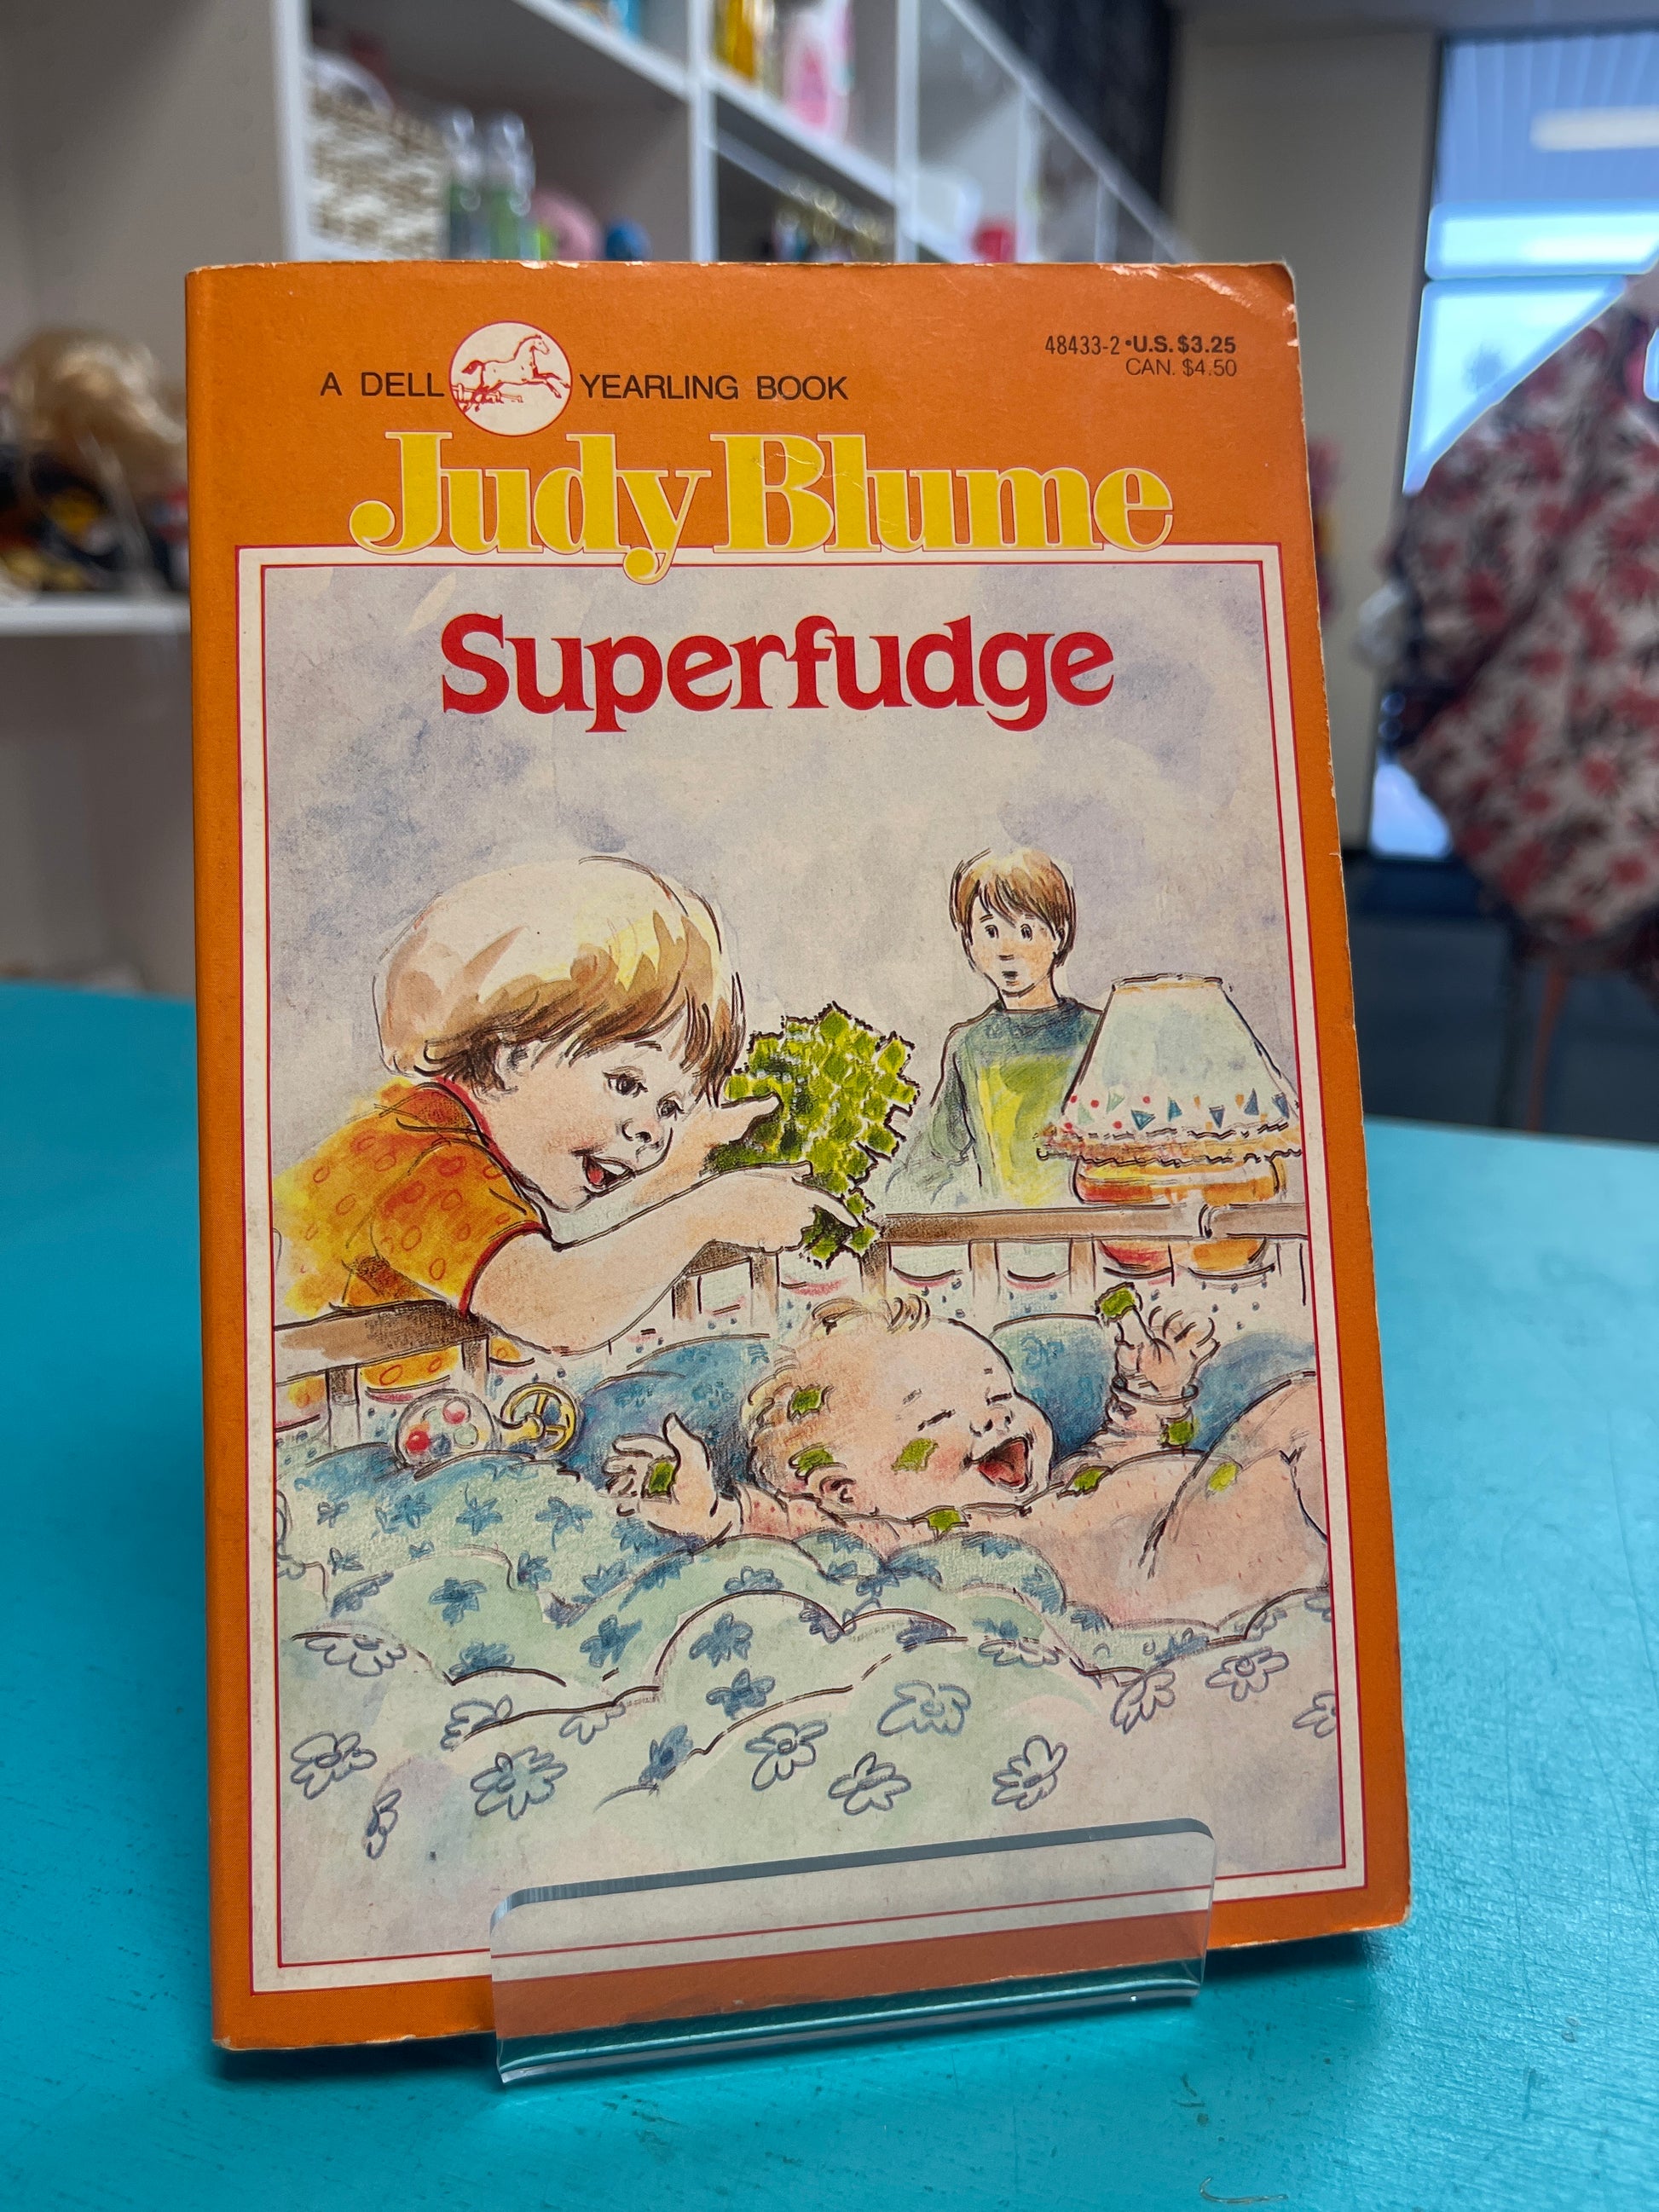 48433-2 • U.S. $3.25
CAN. $4.50
A DELL YEARLING BOOK
Judy Blume
Superfudge